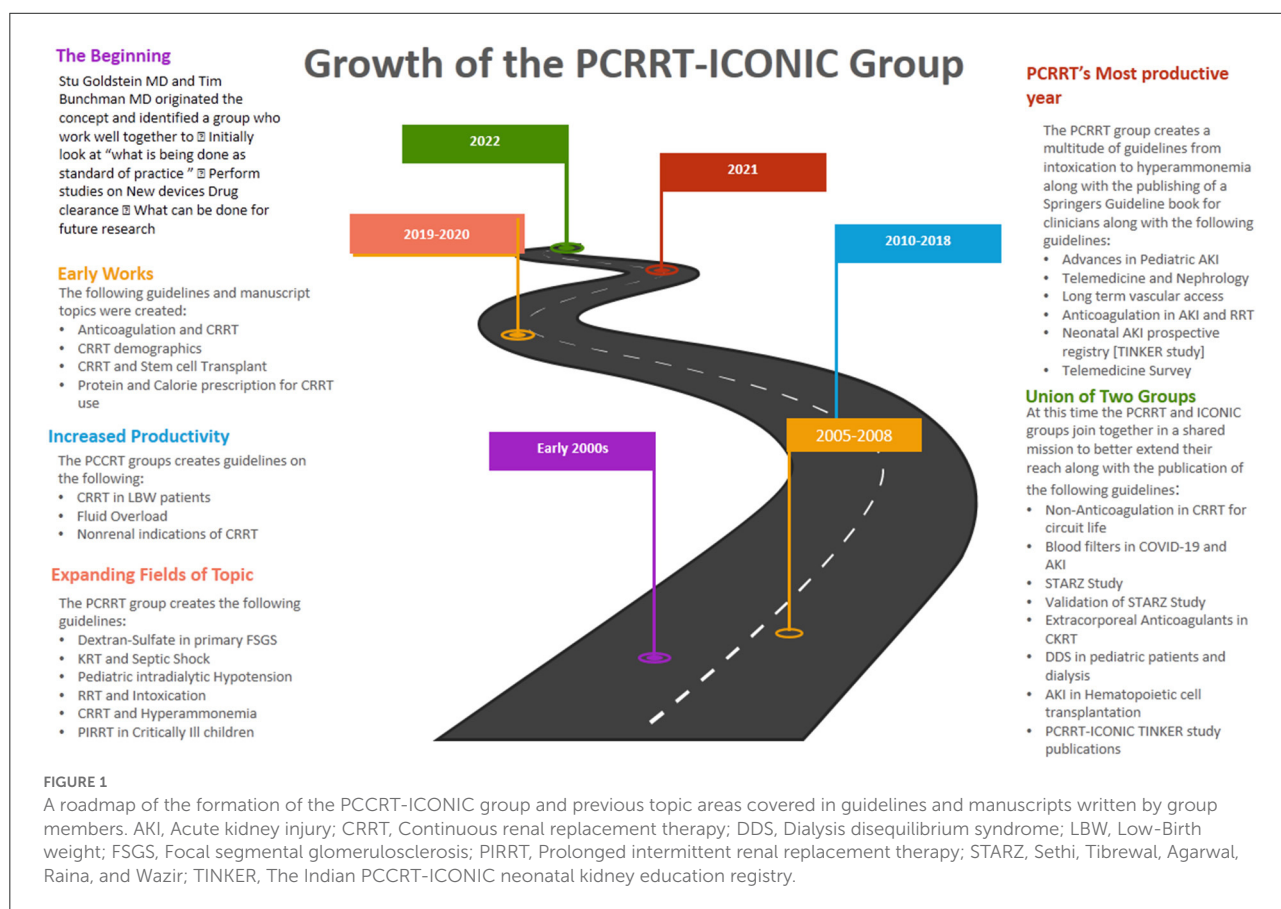 Growth of the PCRRT-ICONIC Group
The Beginning
Stu Goldstein MD and Tim
Bunchman MD originated the
concept and identified a group who
work well together to ⍰ Initially
look at "what is being done as
standard of practice " ⍰ Perform
studies on New devices Drug
clearance ⍰ What can be done for
future research
Early Works
The following guidelines and manuscript
topics were created:
• Anticoagulation and CRRT
• CRRT demographics
• CRRT and Stem cell Transplant
• Protein and Calorie prescription for CRRT
use
Increased Productivity
The PCCRT groups creates guidelines on
the following:
• CRRT in LBW patients
• Fluid Overload
• Nonrenal indications of CRRT
Expanding Fields of Topic
The PCRRT group creates the following
guidelines:
• Dextran-Sulfate in primary FSGS
• KRT and Septic Shock
• Pediatric intradialytic Hypotension
• RRT and Intoxication
• CRRT and Hyperammonemia
• PIRRT in Critically Ill children
2022
2021
2019-2020
2010-2018
Early 2000s
2005-2008
PCRRT's Most productive
year
The PCRRT group creates a
multitude of guidelines from
intoxication to hyperammonemia
along with the publishing of a
Springers Guideline book for
clinicians along with the following
guidelines:
• Advances in Pediatric AKI
• Telemedicine and Nephrology
• Long term vascular access
• Anticoagulation in AKI and RRT
• Neonatal AKI prospective
registry [TINKER study]
• Telemedicine Survey
Union of Two Groups
At this time the PCRRT and ICONIC
groups join together in a shared
mission to better extend their
reach along with the publication of
the following guidelines:
• Non-Anticoagulation in CRRT for
circuit life
• Blood filters in COVID-19 and
AKI
• STARZ Study
• Validation of STARZ Study
• Extracorporeal Anticoagulants in
CKRT
• DDS in pediatric patients and
dialysis
• AKI in Hematopoietic cell
transplantation
• PCRRT-ICONIC TINKER study
publications
FIGURE 1
A roadmap of the formation of the PCCRT-ICONIC group and previous topic areas covered in guidelines and manuscripts written by group
members. AKI, Acute kidney injury; CRRT, Continuous renal replacement therapy; DDS, Dialysis disequilibrium syndrome; LBW, Low-Birth
weight; FSGS, Focal segmental glomerulosclerosis; PIRRT, Prolonged intermittent renal replacement therapy; STARZ, Sethi, Tibrewal, Agarwal,
Raina, and Wazir; TINKER, The Indian PCCRT-ICONIC neonatal kidney education registry.